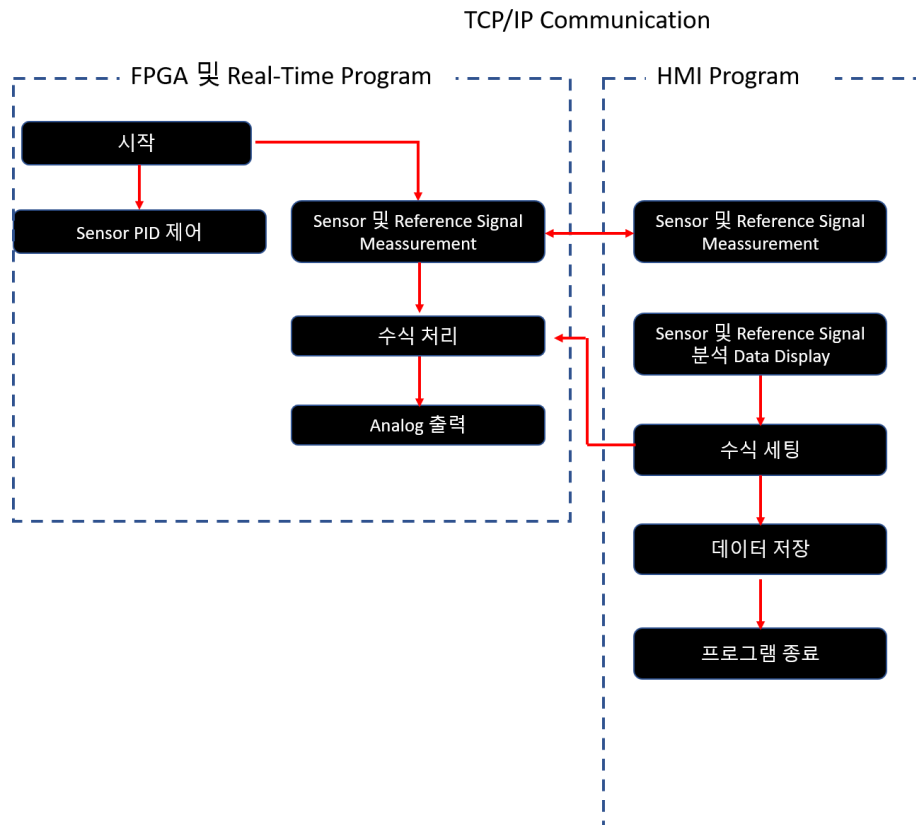 TCP/IP Communication
FPGA 및 Real-Time Program
시작
Sensor PID 제어
Sensor 및 Reference Signal
Meassurement
수식 처리
Analog 출력
HMI Program
Sensor 및 Reference Signal
Meassurement
Sensor 및 Reference Signal
분석 Data Display
수식 세팅
데이터 저장
프로그램 종료